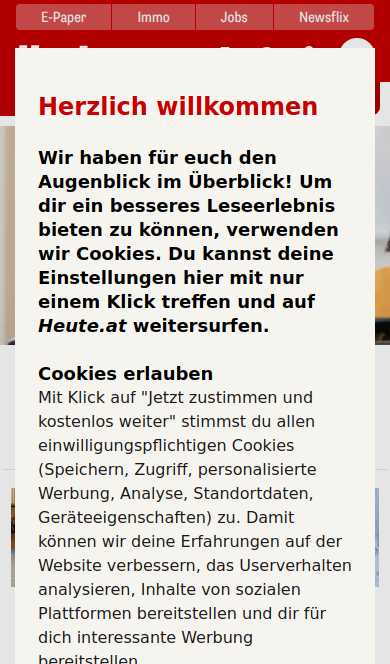 E-Paper Immo Jobs Newsflix
Herzlich willkommen
Wir haben für euch den
Augenblick im Überblick! Um
dir ein besseres Leseerlebnis
bieten zu können, verwenden
wir Cookies. Du kannst deine
Einstellungen hier mit nur
einem Klick treffen und auf
Heute.at weitersurfen.
Cookies erlauben
Mit Klick auf "Jetzt zustimmen und
kostenlos weiter" stimmst du allen
einwilligungspflichtigen Cookies
(Speichern, Zugriff, personalisierte
Werbung, Analyse, Standortdaten,
Geräteeigenschaften) zu. Damit
können wir deine Erfahrungen auf der
Website verbessern, das Userverhalten
analysieren, Inhalte von sozialen
Plattformen bereitstellen und dir für
dich interessante Werbung
bereitstellen